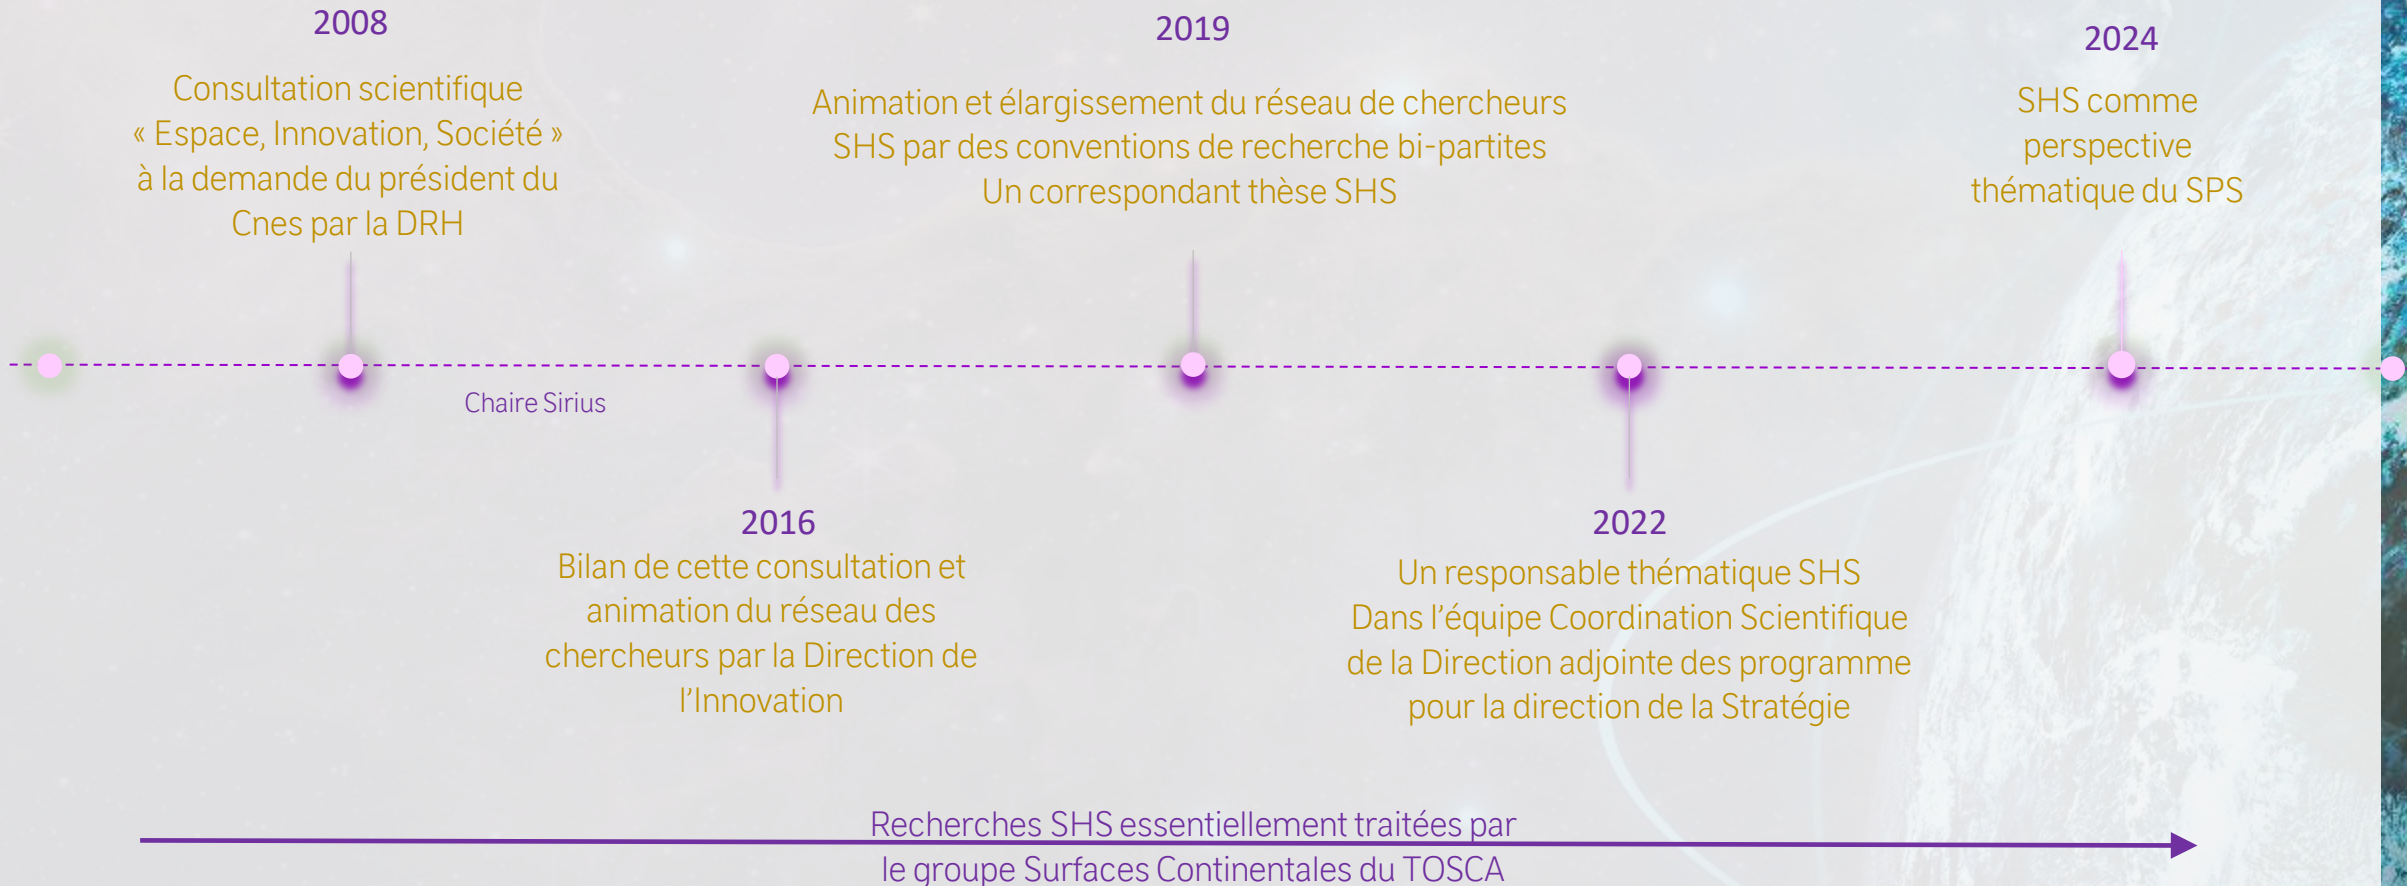 2008
Consultation scientifique
« Espace, Innovation, Société »
à la demande du président du
Cnes par la DRH
2019
Animation et élargissement du réseau de chercheurs
SHS par des conventions de recherche bi-partites
Un correspondant thèse SHS
2024
SHS comme
perspective
thématique du SPS
Chaire Sirius
2016
Bilan de cette consultation et
animation du réseau des
chercheurs par la Direction de
l’Innovation
2022
Un responsable thématique SHS
Dans l’équipe Coordination Scientifique
de la Direction adjointe des programme
pour la direction de la Stratégie
Recherches SHS essentiellement traitées par
le groupe Surfaces Continentales du TOSCA